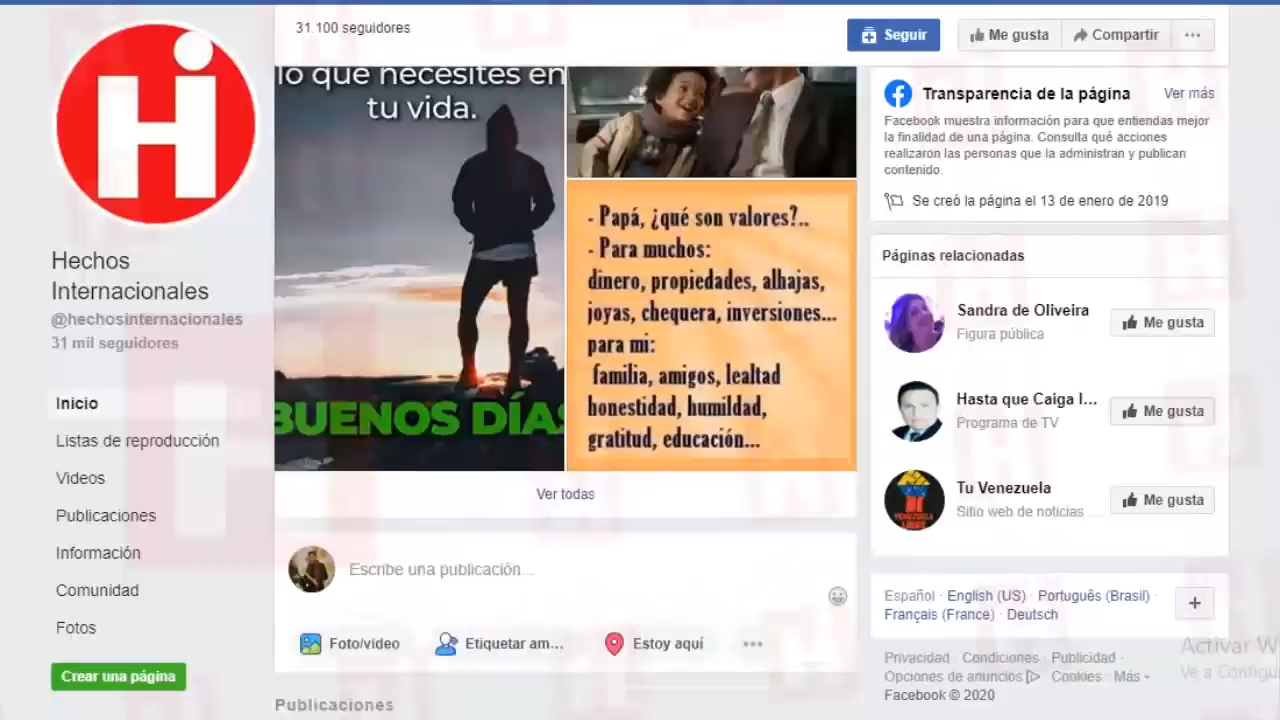 31.100 seguidores
Seguir
Me gusta
Compartir
Hi
Hechos
Internacionales
@hechosinternacionales
31 mil seguidores
Inicio
Listas de reproducción
Videos
Publicaciones
Información
Comunidad
Fotos
Crear una página
lo que necesites en
tu vida.
BUENOS DÍAS
- Papá, ¿qué son valores?..
- Para muchos:
dinero, propiedades, alhajas,
joyas, chequera, inversiones...
para mi:
familia, amigos, lealtad
honestidad, humildad,
gratitud, educación...
Ver todas
Escribe una publicación...
Foto/video
Etiquetar am...
Estoy aquí
Publicaciones
Transparencia de la página
Ver más
Facebook muestra información para que entiendas mejor
la finalidad de una página. Consulta qué acciones
realizaron las personas que la administran y publican
contenido.
Se creó la página el 13 de enero de 2019
Páginas relacionadas
Sandra de Oliveira
Figura pública
Me gusta
Hasta que Caiga l...
Programa de TV
Me gusta
VENEZUELA
LIBRE
Tu Venezuela
Sitio web de noticias ...
Me gusta
Español · English (US) · Português (Brasil) ·
Français (France) · Deutsch
Privacidad · Condiciones · Publicidad ·
Opciones de anuncios · Cookies · Más
Facebook © 2020
Activar W
Ve a Configu